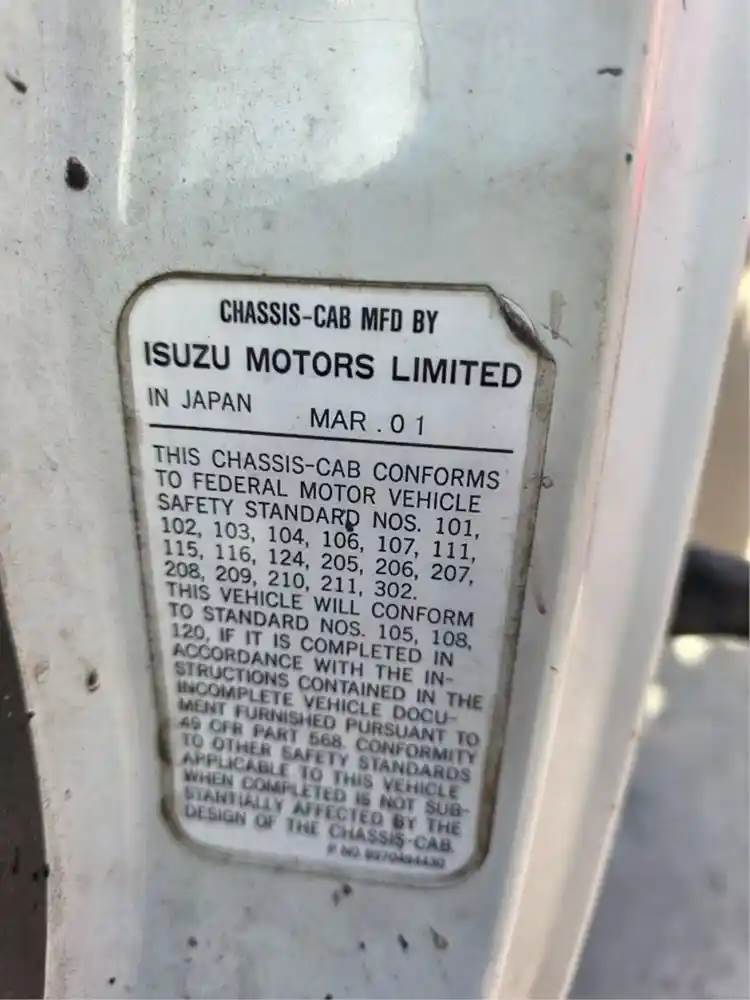 CHASSIS-CAB MFD BY
ISUZU MOTORS LIMITED
IN JAPAN MAR . 01
THIS CHASSIS-CAB CONFORMS
TO FEDERAL MOTOR VEHICLE
SAFETY STANDARD NOS. 101,
102, 103, 104, 106, 107, 111,
115, 116, 124, 205, 206, 207,
208, 209, 210, 211, 302.
THIS VEHICLE WILL CONFORM
TO STANDARD NOS. 105, 108,
120, IF IT IS COMPLETED IN
ACCORDANCE WITH THE IN-
STRUCTIONS CONTAINED IN THE
INCOMPLETE VEHICLE DOCU-
MENT FURNISHED PURSUANT TO
49 CFR PART 568. CONFORMITY
TO OTHER SAFETY STANDARDS
APPLICABLE TO THIS VEHICLE
WHEN COMPLETED IS NOT SUB-
STANTIALLY AFFECTED BY THE
DESIGN OF THE CHASSIS-CAB.
P. NO.